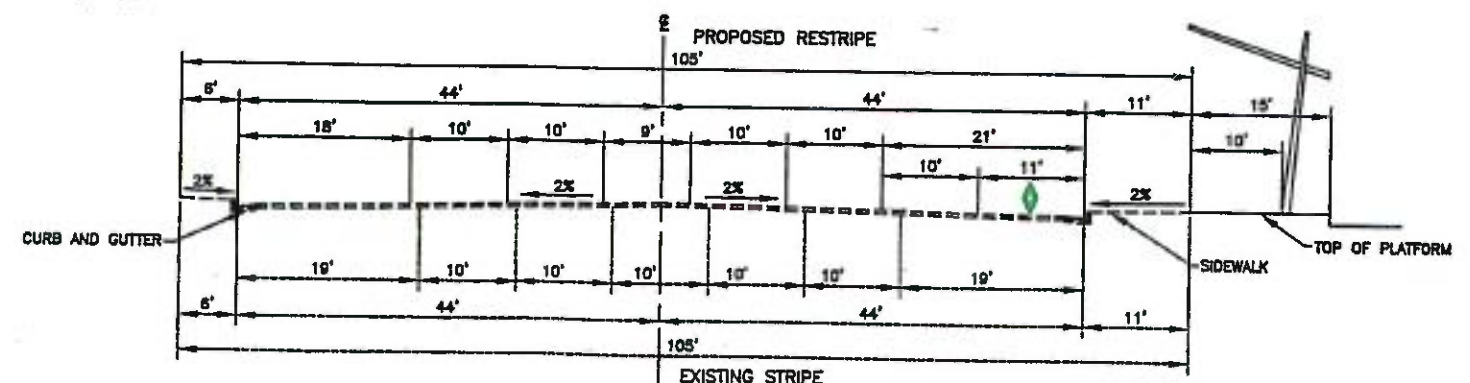 ℄
PROPOSED RESTRIPE
105'
6' 44' 44' 11' 15'
18' 10' 10' 9' 10' 10' 21' 10'
10' 11'
2% 2% 2% 2%
CURB AND GUTTER
TOP OF PLATFORM
SIDEWALK
19' 10' 10' 10' 10' 10' 19'
6' 44' 44' 11'
105'
EXISTING STRIPE